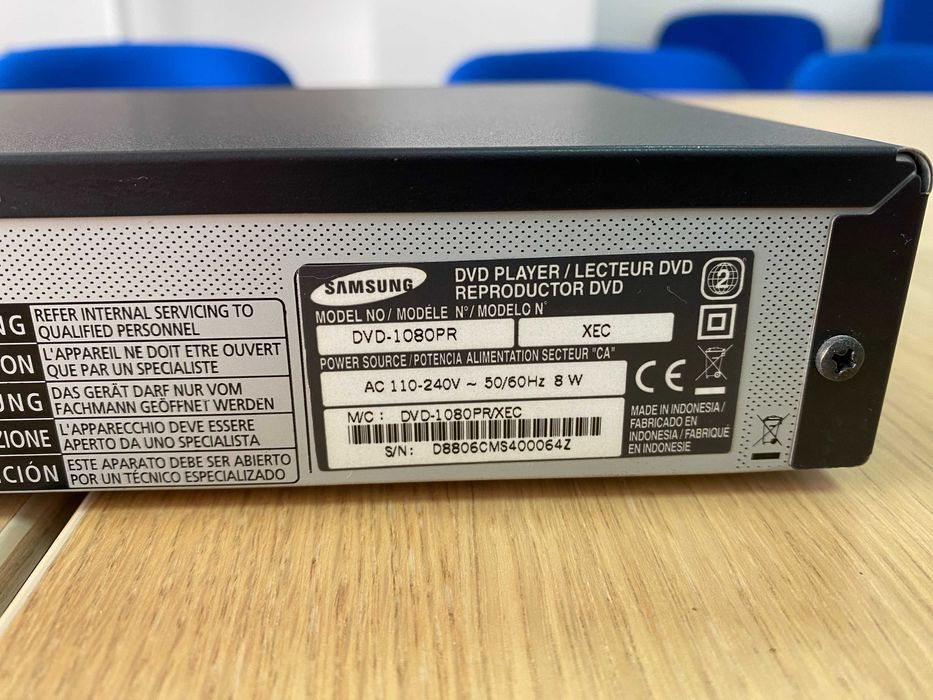 NG REFER INTERNAL SERVICING TO
QUALIFIED PERSONNEL
ON L'APPAREIL NE DOIT ETRE OUVERT
QUE PAR UN SPECIALISTE
UNG DAS GERÄT DARF NUR VOM
FACHMANN GEÖFFNET WERDEN
ZIONE L'APPARECCHIO DEVE ESSERE
APERTO DA UNO SPECIALISTA
ICIÓN ESTE APARATO DEBE SER ABIERTO
POR UN TÉCNICO ESPECIALIZADO
SAMSUNG
DVD PLAYER / LECTEUR DVD
REPRODUCTOR DVD
2
MODEL NO/ MODÉLE N°/ MODELO N°
DVD-1080PR XEC
POWER SOURCE/POTENCIA ALIMENTATION SECTEUR "CA"
AC 110-240V ~ 50/60Hz 8 W
CE
M/C : DVD-1080PR/XEC
S/N: D8806CMS400064Z
MADE IN INDONESIA /
FABRICADO EN
INDONESIA / FABRIQUÉ
EN INDONESIE